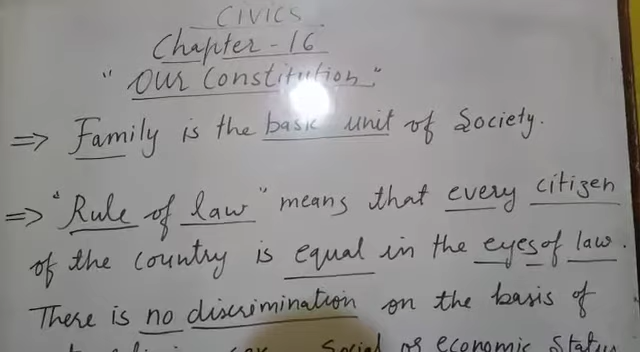 CIVICS
Chapter - 16
"Our Constitution"
=> Family is the basic unit of Society.
=> "Rule of law" means that every citizen
of the country is equal in the eyes of law.
There is no discrimination on the basis of
Social or economic Status